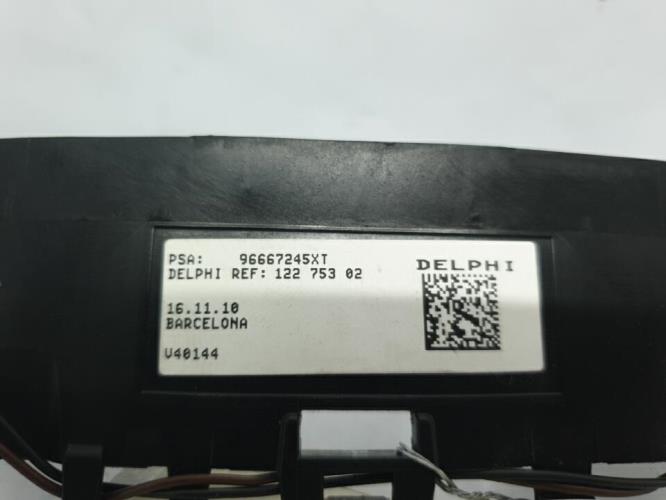 PSA: 96667245XT
DELPHI REF: 122 753 02
DELPHI
16.11.10
BARCELONA
V40144